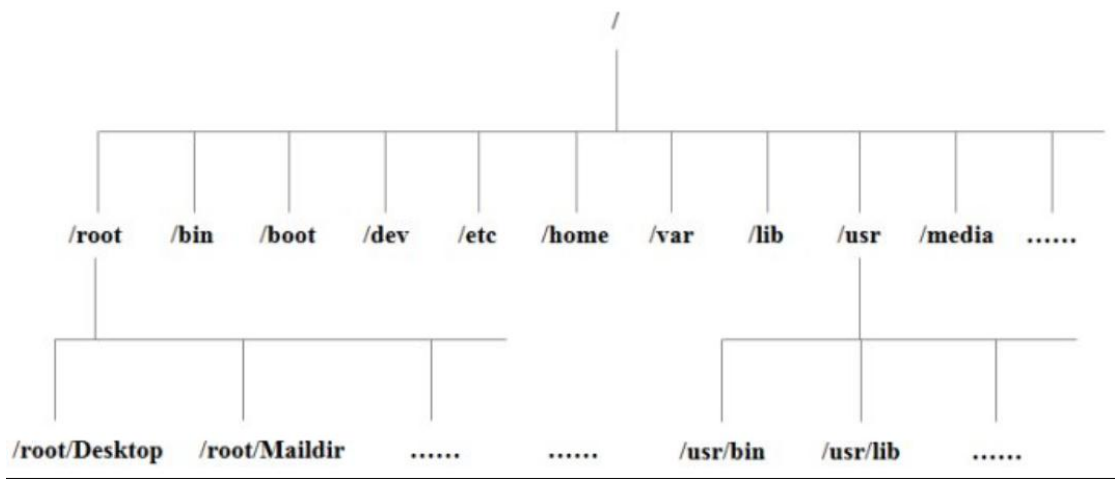 /
/root /bin /boot /dev /etc /home /var /lib /usr /media ......
/root/Desktop /root/Maildir ...... ...... /usr/bin /usr/lib ......